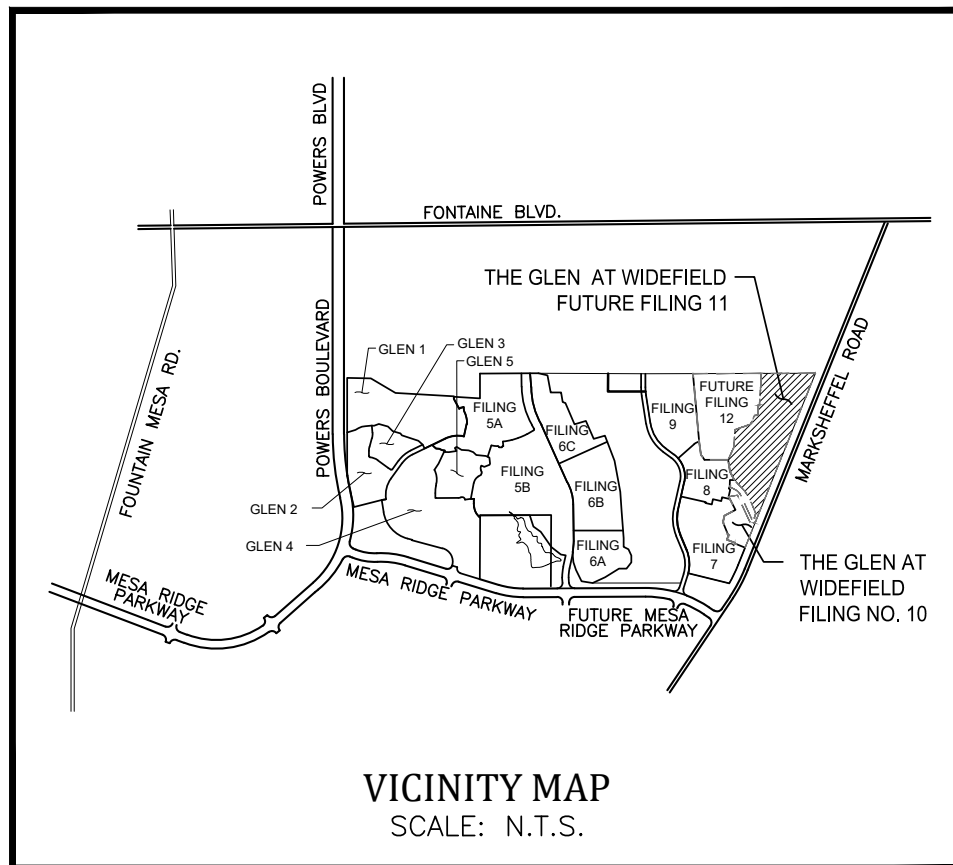 POWERS BLVD
FONTAINE BLVD.
THE GLEN AT WIDEFIELD
FUTURE FILING 11
FOUNTAIN MESA RD.
POWERS BOULEVARD
MARKSHEFFEL ROAD
GLEN 1
GLEN 3
GLEN 5
FILING
5A
FILING
6C
FILING
9
FUTURE
FILING
12
GLEN 2
FILING
5B
FILING
6B
FILING
8
GLEN 4
FILING
6A
FILING
7
THE GLEN AT
WIDEFIELD
FILING NO. 10
MESA RIDGE
PARKWAY
MESA RIDGE PARKWAY
FUTURE MESA
RIDGE PARKWAY
VICINITY MAP
SCALE: N.T.S.